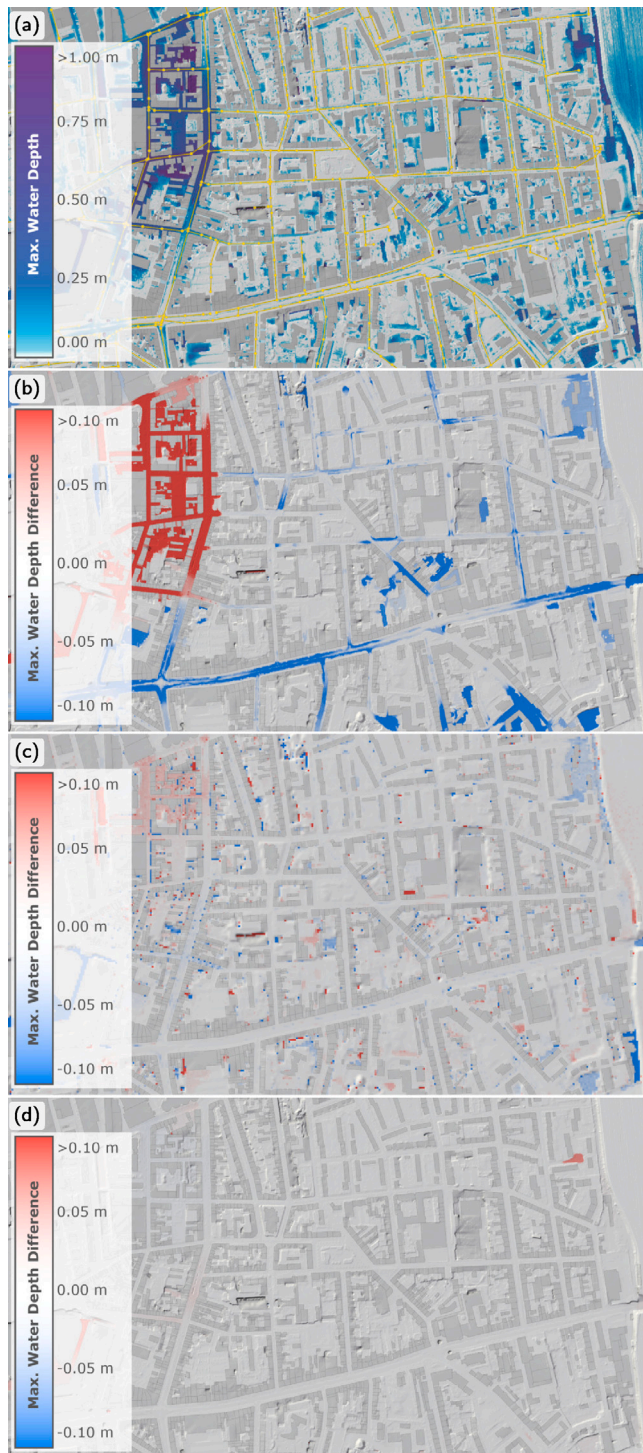 (a)
>1.00 m
0.75 m
0.50 m
0.25 m
0.00 m
Max. Water Depth
(b)
>0.10 m
0.05 m
0.00 m
-0.05 m
-0.10 m
Max. Water Depth Difference
(c)
>0.10 m
0.05 m
0.00 m
-0.05 m
-0.10 m
Max. Water Depth Difference
(d)
>0.10 m
0.05 m
0.00 m
-0.05 m
-0.10 m
Max. Water Depth Difference